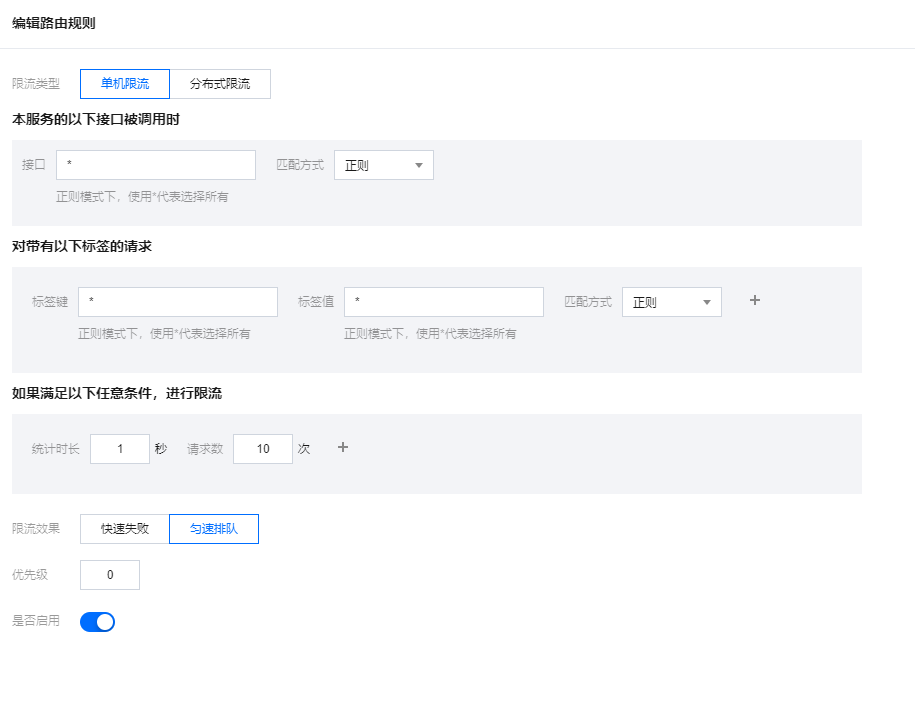 编辑路由规则
限流类型 单机限流 分布式限流
本服务的以下接口被调用时
接口 * 匹配方式 正则
正则模式下，使用*代表选择所有
对带有以下标签的请求
标签键 * 标签值 * 匹配方式 正则 +
正则模式下，使用*代表选择所有 正则模式下，使用*代表选择所有
如果满足以下任意条件，进行限流
统计时长 1 秒 请求数 10 次 +
限流效果 快速失败 匀速排队
优先级 0
是否启用